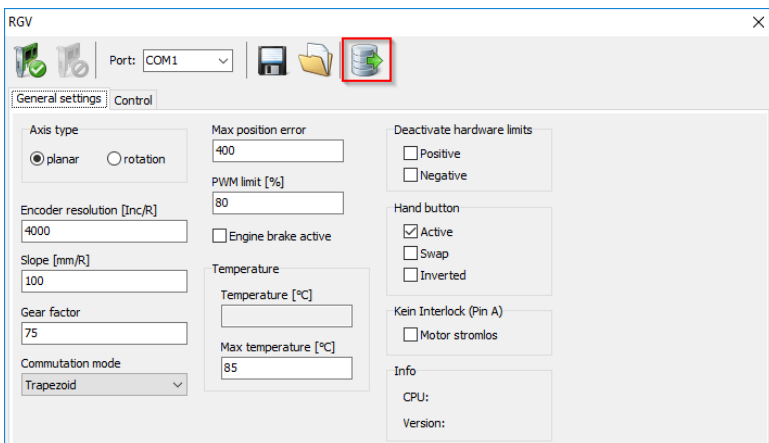 RGV
Port: COM1
General settings Control
Axis type
planar rotation
Encoder resolution [Inc/R]
4000
Slope [mm/R]
100
Gear factor
75
Commutation mode
Trapezoid
Max position error
400
PWM limit [%]
80
Engine brake active
Temperature
Temperature [°C]
Max temperature [°C]
85
Deactivate hardware limits
Positive
Negative
Hand button
Active
Swap
Inverted
Kein Interlock (Pin A)
Motor stromlos
Info
CPU:
Version: